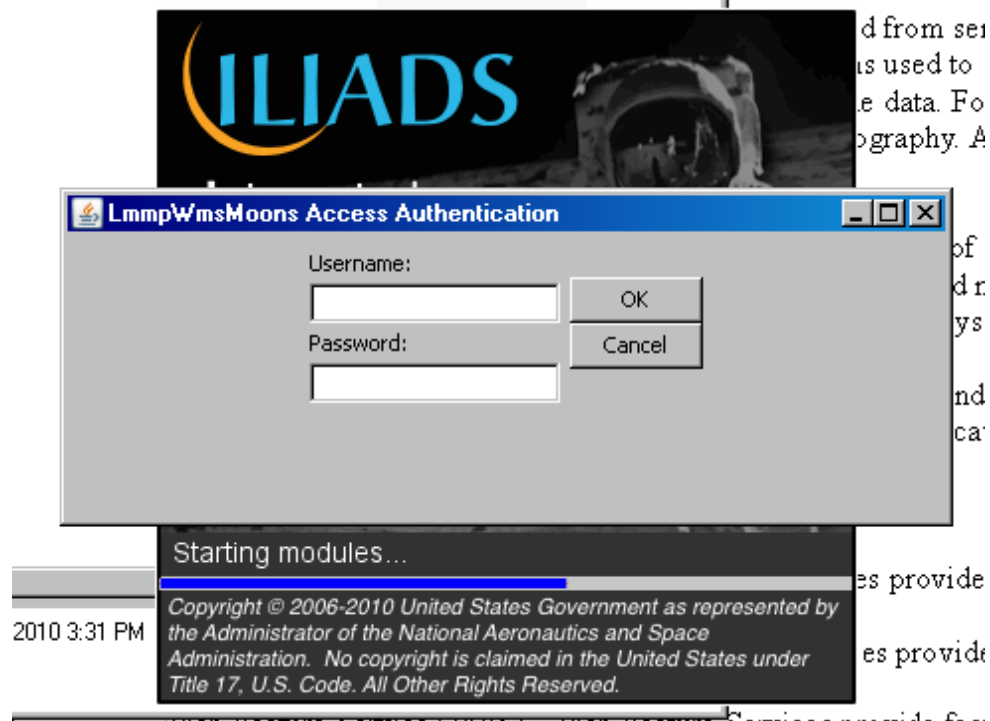 d from ser
is used to
e data. Fo
ography. A
ILIADS
LmmpWmsMoons Access Authentication
Username:
OK
Password:
Cancel
of
ys
nd
Starting modules...
es provide
Copyright © 2006-2010 United States Government as represented by
the Administrator of the National Aeronautics and Space
Administration.  No copyright is claimed in the United States under
Title 17, U.S. Code. All Other Rights Reserved.
2010 3:31 PM
es provide